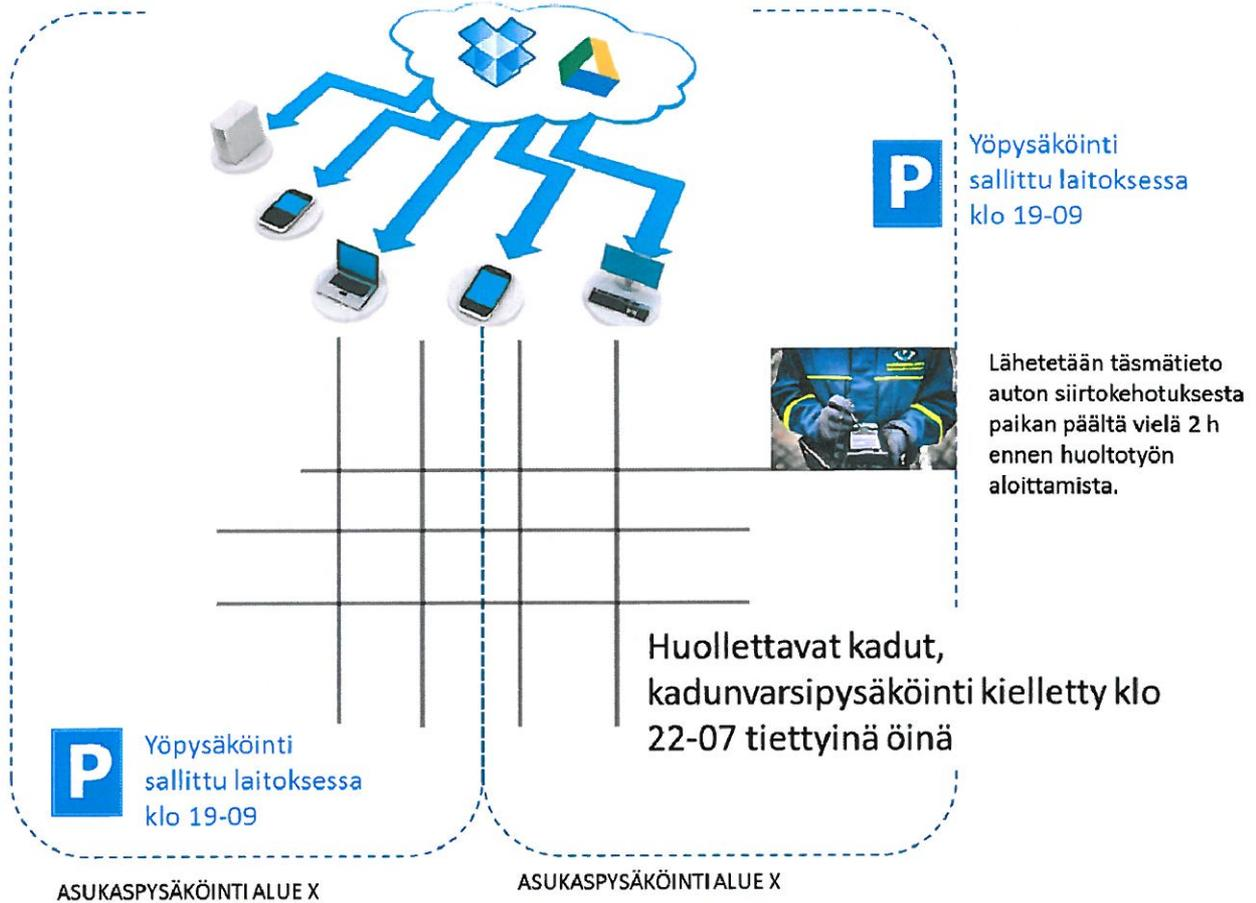 P
Yöpysäköinti
sallittu laitoksessa
klo 19-09
Lähetetään täsmätieto
auton siirtokehotuksesta
paikan päältä vielä 2 h
ennen huoltotyön
aloittamista.
Huollettavat kadut,
kadunvarsipysäköinti kielletty klo
22-07 tiettyinä öinä
P
Yöpysäköinti
sallittu laitoksessa
klo 19-09
ASUKASPYSÄKÖINTI ALUE X
ASUKASPYSÄKÖINTI ALUE X